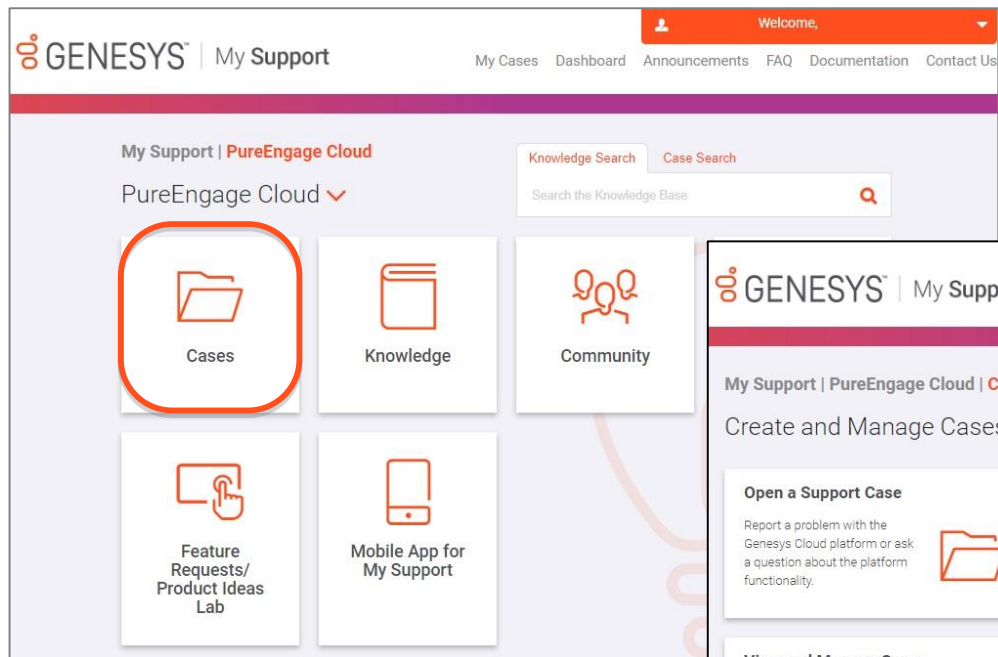 Welcome,
GENESYS™ | My Support
My Cases Dashboard Announcements FAQ Documentation Contact Us
My Support | PureEngage Cloud
Knowledge Search Case Search
PureEngage Cloud
Search the Knowledge Base
Cases
Knowledge
Community
Feature
Requests/
Product Ideas
Lab
Mobile App for
My Support
GENESYS™ | My Supp
My Support | PureEngage Cloud | C
Create and Manage Cases
Open a Support Case
Report a problem with the
Genesys Cloud platform or ask
a question about the platform
functionality.